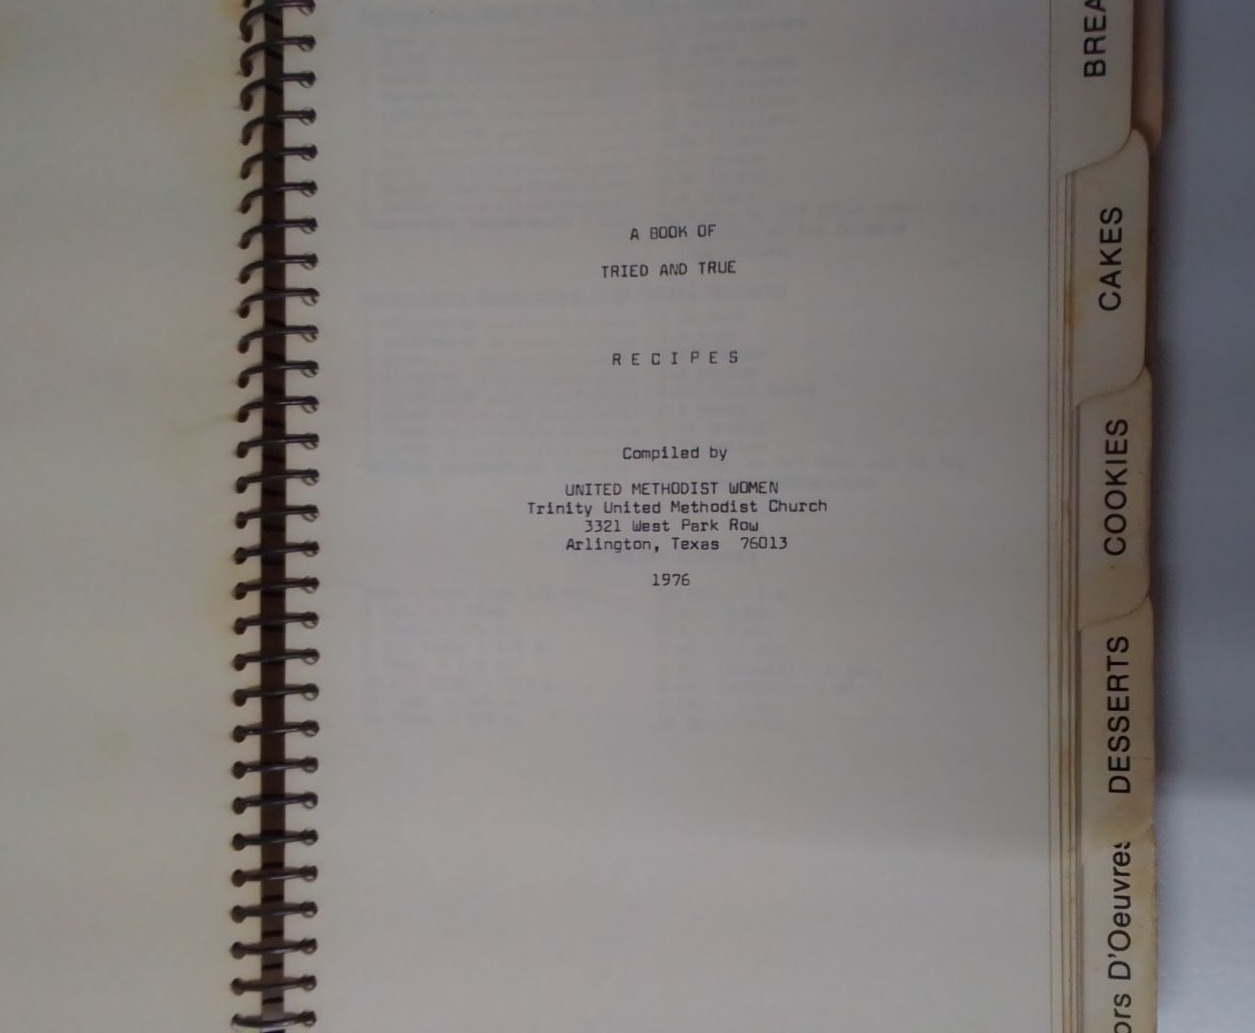 A BOOK OF
TRIED AND TRUE
R E C I P E S
Compiled by
UNITED METHODIST WOMEN
Trinity United Methodist Church
3321 West Park Row
Arlington, Texas  76013
1976
BREA
CAKES
COOKIES
DESSERTS
ors D'Oeuvres